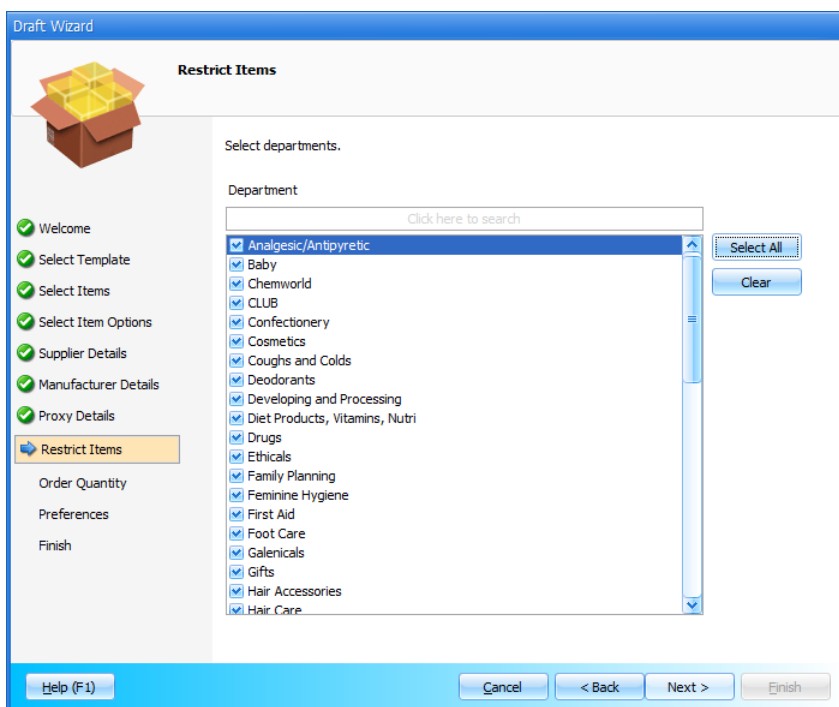 Draft Wizard
Restrict Items
Select departments.
Department
Click here to search
Welcome
Select Template
Select Items
Select Item Options
Supplier Details
Manufacturer Details
Proxy Details
Restrict Items
Order Quantity
Preferences
Finish
Analgesic/Antipyretic
Baby
Chemworld
CLUB
Confectionery
Cosmetics
Coughs and Colds
Deodorants
Developing and Processing
Diet Products, Vitamins, Nutri
Drugs
Ethicals
Family Planning
Feminine Hygiene
First Aid
Foot Care
Galenicals
Gifts
Hair Accessories
Hair Care
Select All
Clear
Help (F1)
Cancel
< Back
Next >
Finish